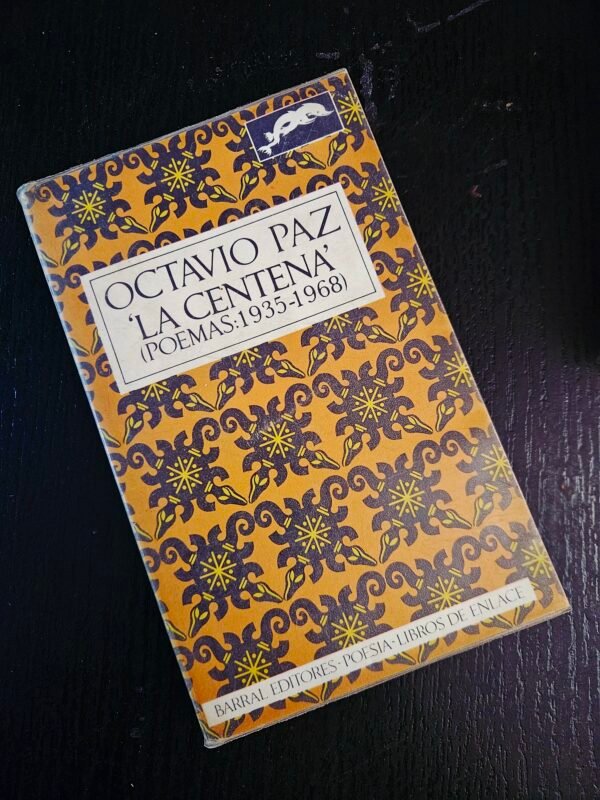 OCTAVIO PAZ
‘LA CENTENA’
(POEMAS:1935-1968)
BARRAL EDITORES-POESIA-LIBROS DE ENLACE